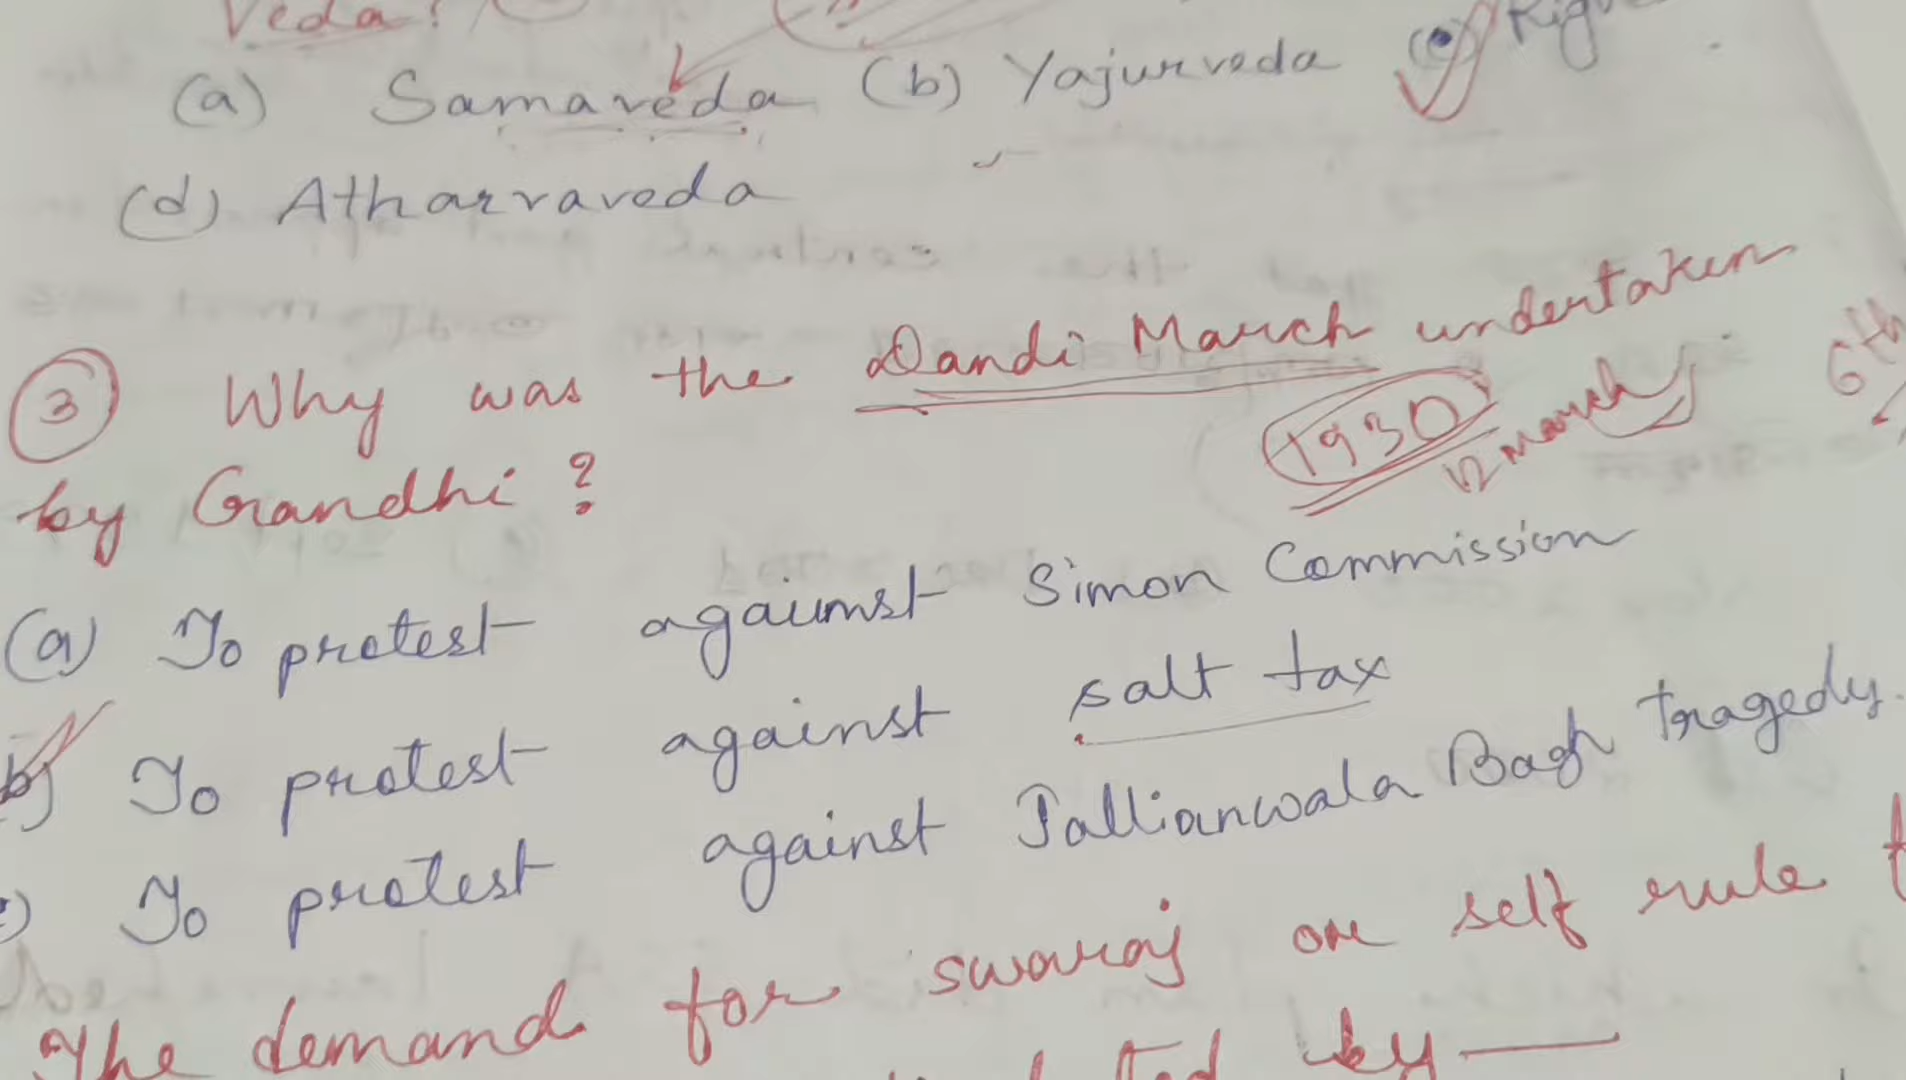 Veda?
(a) Samaveda (b) Yajurveda (c)
(d) Atharvaveda
3 Why was the Dandi March undertaken
by Gandhi?
1930 12 March 6th
(a) To protest against Simon Commission
b) To protest against salt tax
) To protest against Jallianwala Bagh tragedy.
The demand for swaraj or self rule
by